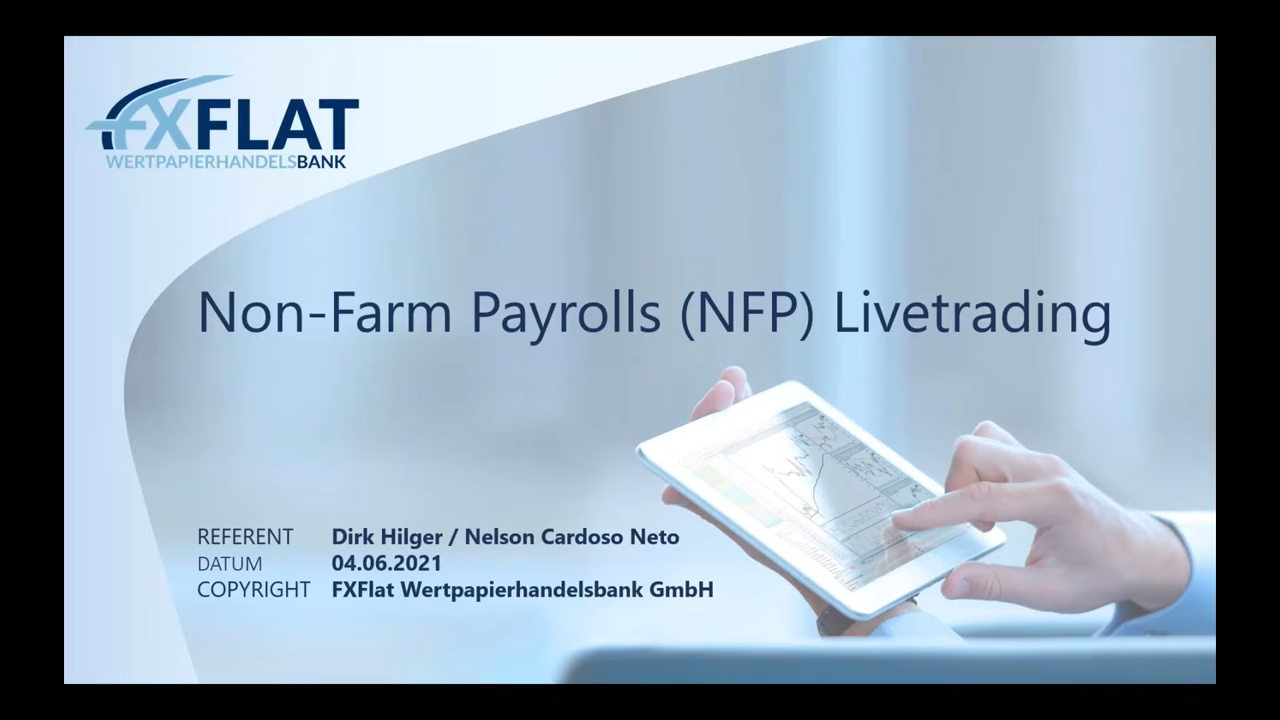 FXFLAT
WERTPAPIERHANDELSBANK
Non-Farm Payrolls (NFP) Livetrading
REFERENT Dirk Hilger / Nelson Cardoso Neto
DATUM 04.06.2021
COPYRIGHT FXFlat Wertpapierhandelsbank GmbH